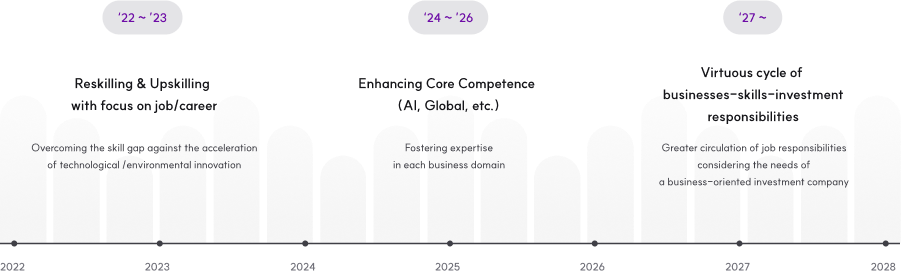 '22 ~ '23
Reskilling & Upskilling
with focus on job/career
Overcoming the skill gap against the acceleration
of technological /environmental innovation
'24 ~ '26
Enhancing Core Competence
(AI, Global, etc.)
Fostering expertise
in each business domain
'27 ~
Virtuous cycle of
businesses-skills-investment
responsibilities
Greater circulation of job responsibilities
considering the needs of
a business-oriented investment company
2022 2023 2024 2025 2026 2027 2028